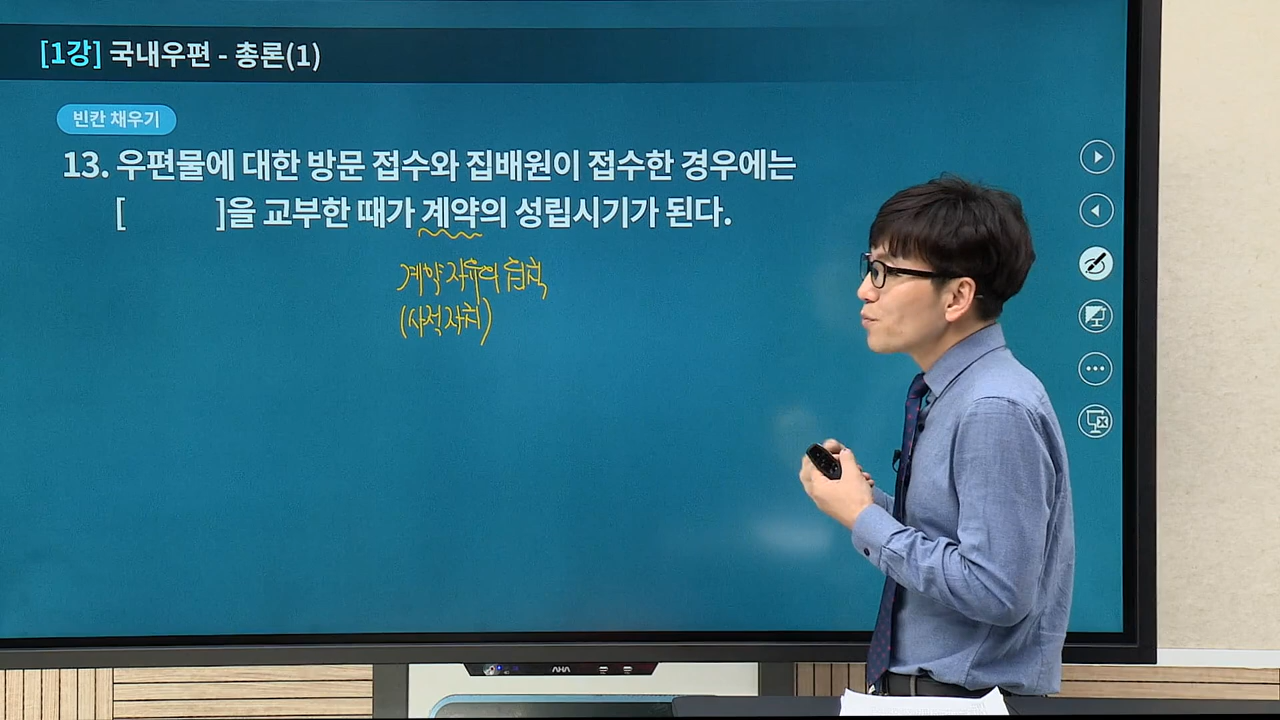 [1강] 국내우편 - 총론(1)
빈칸 채우기
13. 우편물에 대한 방문 접수와 집배원이 접수한 경우에는
[ ]을 교부한 때가 계약의 성립시기가 된다.
계약 자유의 원칙
(사적자치)
AHA